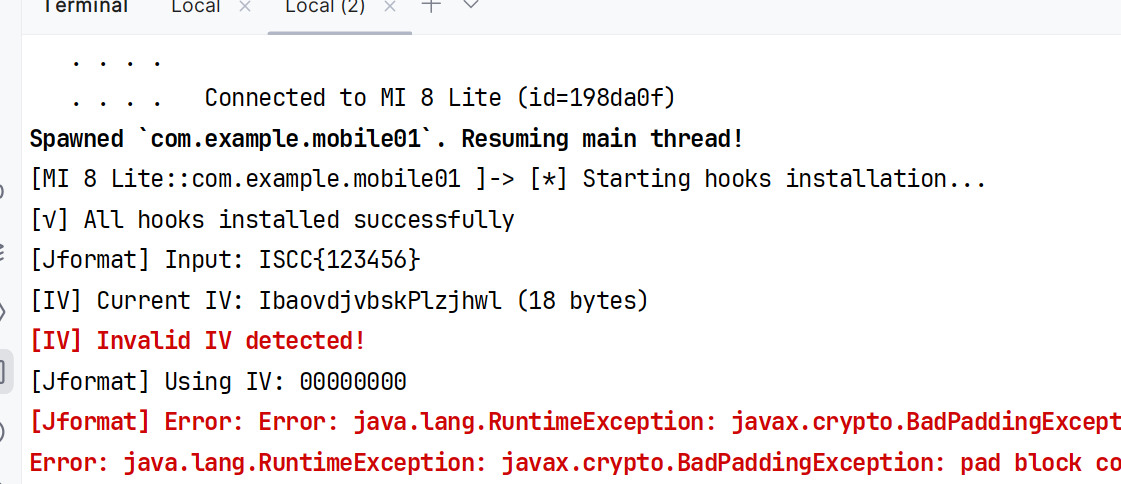 Terminal Local × Local (2) × +
. . . .
. . . . Connected to MI 8 Lite (id=198da0f)
Spawned `com.example.mobile01`. Resuming main thread!
[MI 8 Lite::com.example.mobile01 ]-> [*] Starting hooks installation...
[√] All hooks installed successfully
[Jformat] Input: ISCC{123456}
[IV] Current IV: IbaovdjvbskPlzjhwl (18 bytes)
[IV] Invalid IV detected!
[Jformat] Using IV: 00000000
[Jformat] Error: Error: java.lang.RuntimeException: javax.crypto.BadPaddingExcept
Error: java.lang.RuntimeException: javax.crypto.BadPaddingException: pad block co